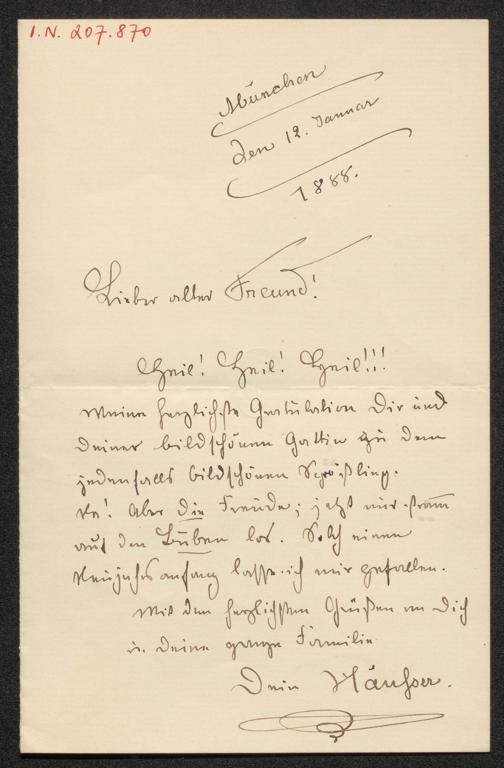 I.N. 207.870
München
den 12. Januar
1888.
Lieber alter Freund!
Heil! Heil! Heil!!!
Meine herzlichste Gratulation Dir und
Deiner bildschönen Gattin zu dem
jedenfalls bildschönen Sprößling.
Na! Aber die Freude; jetzt nur stramm
auf den Buben los. Solch einen
Neujahrsanfang lasse ich mir gefallen.
Mit den herzlichsten Grüßen an Dich
u. Deine ganze Familie
Dein Häusser.